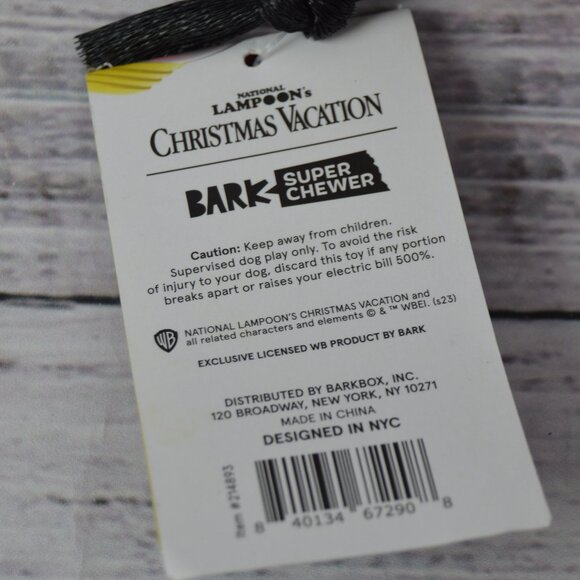 NATIONAL
LAMPOON's
CHRISTMAS VACATION
BARK SUPER
CHEWER
Caution: Keep away from children.
Supervised dog play only. To avoid the risk
of injury to your dog, discard this toy if any portion
breaks apart or raises your electric bill 500%.
WB
NATIONAL LAMPOON'S CHRISTMAS VACATION and
all related characters and elements © & ™ WBEI. (s23)
EXCLUSIVE LICENSED WB PRODUCT BY BARK
DISTRIBUTED BY BARKBOX, INC.
120 BROADWAY, NEW YORK, NY 10271
MADE IN CHINA
DESIGNED IN NYC
Item #214893
8 40134 67290 8